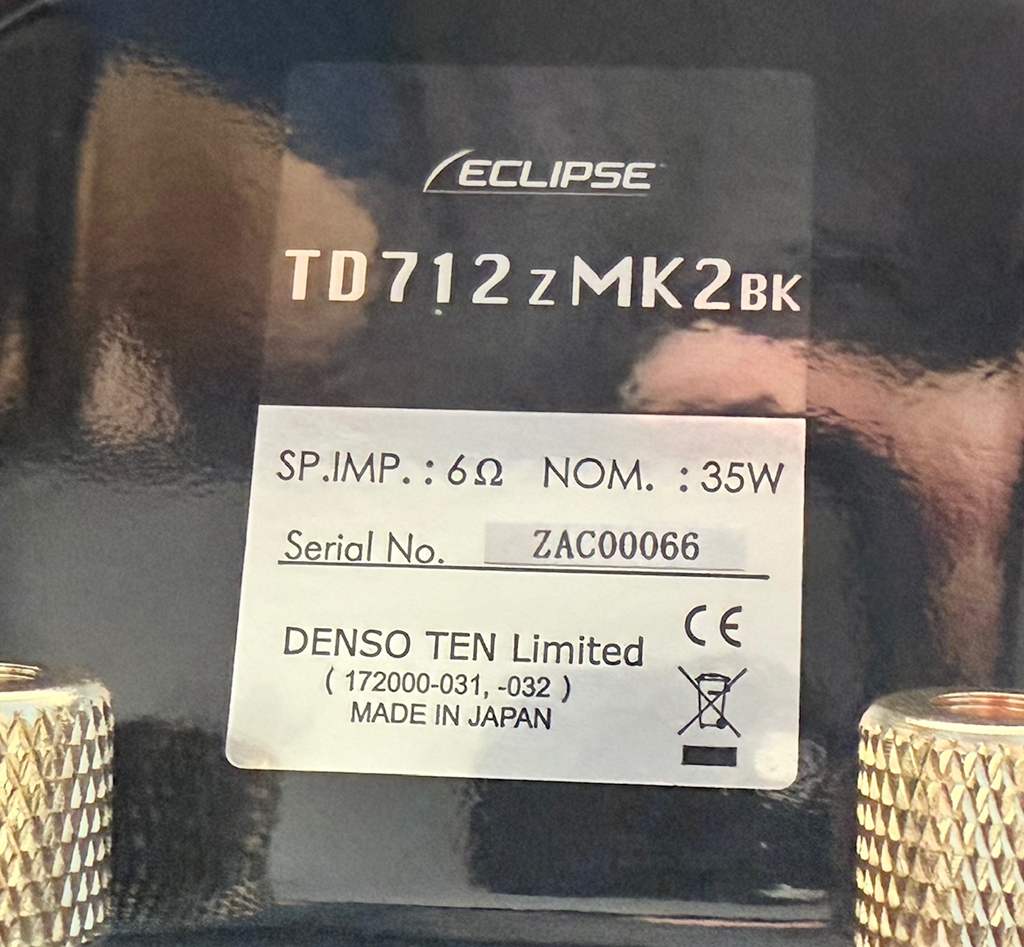 ECLIPSE
TD712zMK2BK
SP.IMP. : 6Ω NOM. : 35W
Serial No. ZAC00066
CE
DENSO TEN Limited
( 172000-031, -032 )
MADE IN JAPAN